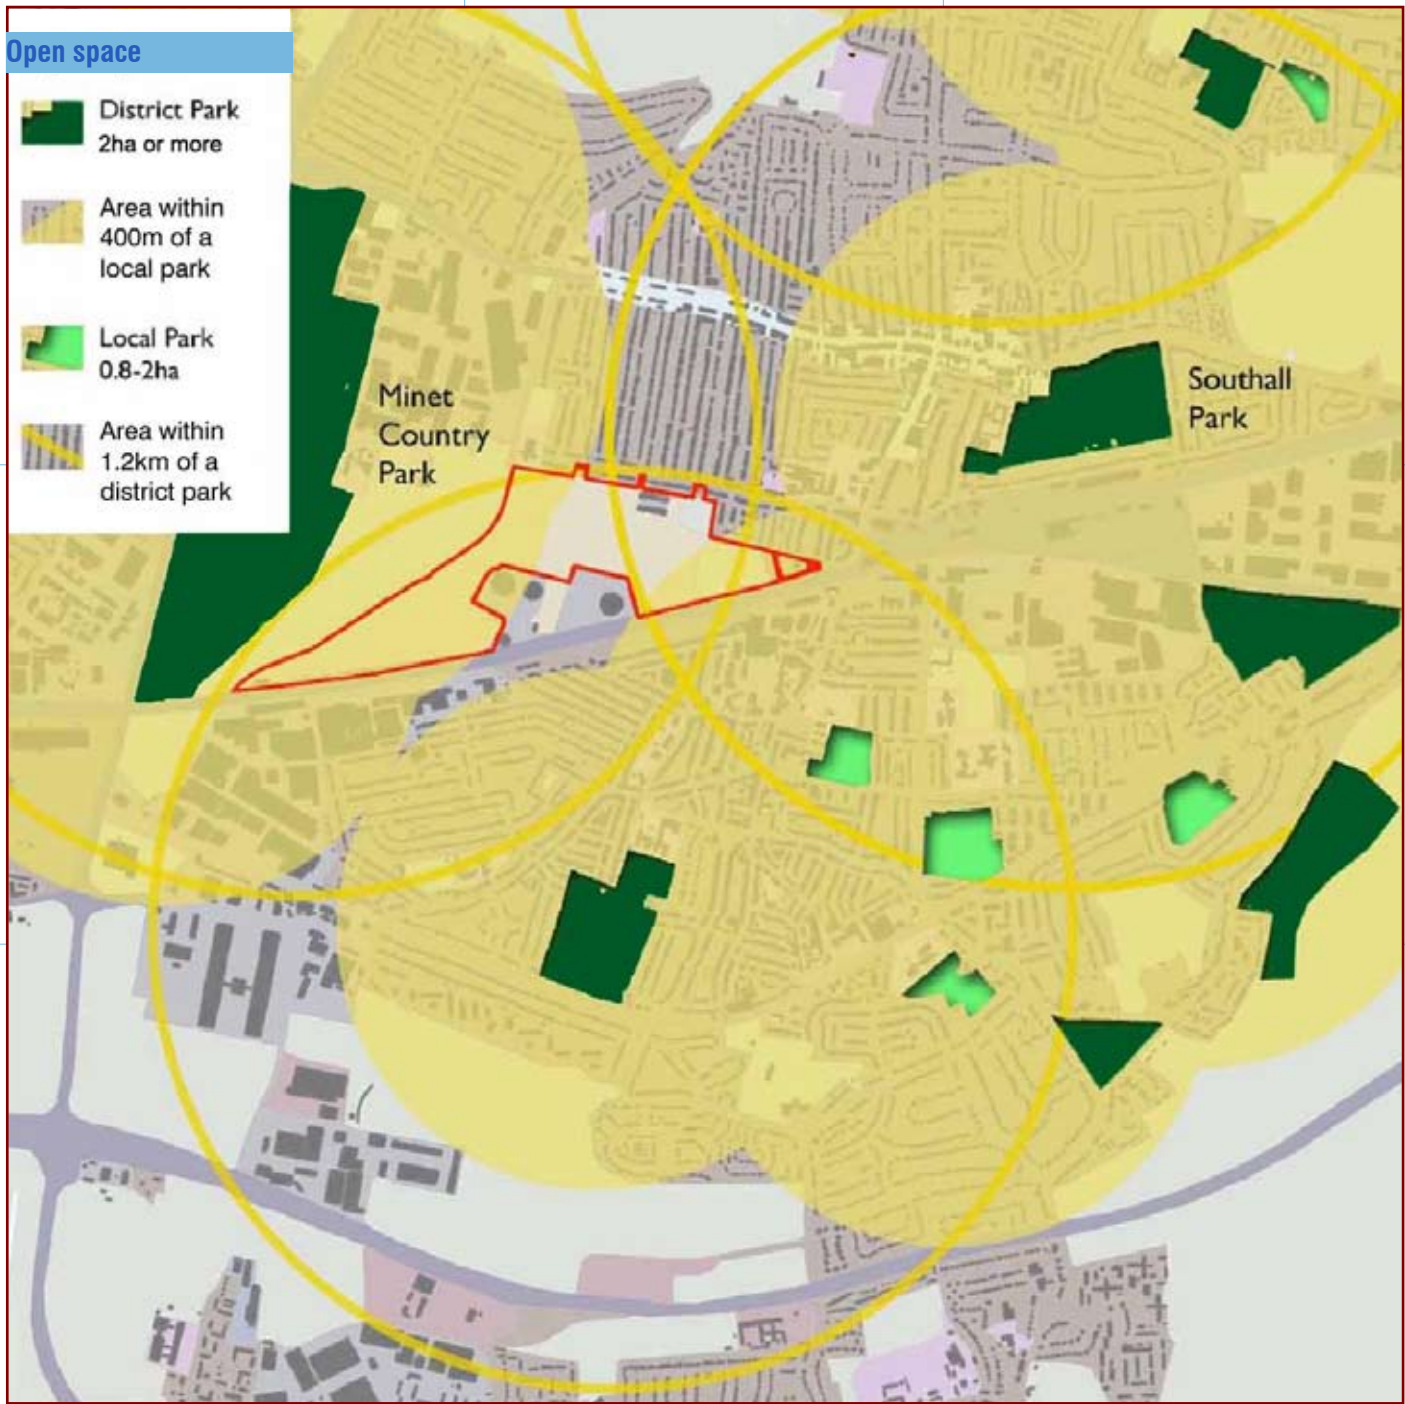 Open space
District Park
2ha or more
Area within
400m of a
local park
Local Park
0.8-2ha
Area within
1.2km of a
district park
Minet
Country
Park
Southall
Park